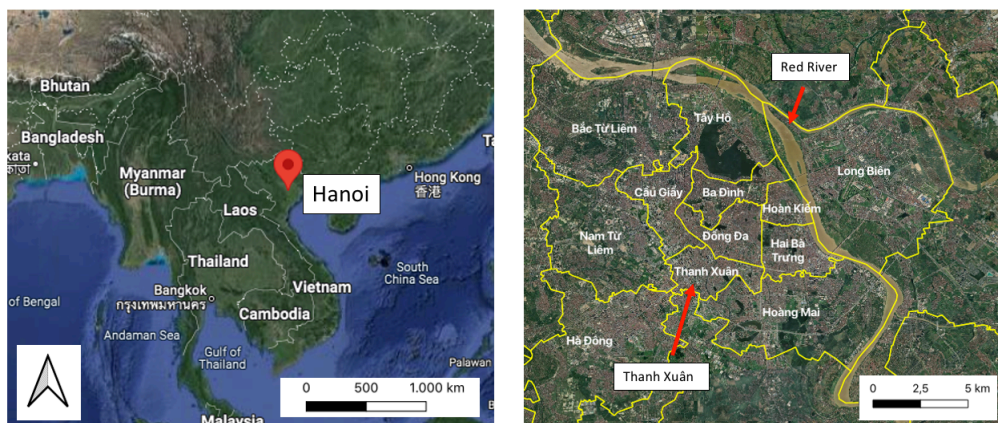 Bhutan
Bangladesh
kata
কাতা
Myanmar
(Burma)
Hanoi
Hong Kong
香港
Laos
Thailand
Bangkok
กรุงเทพมหานคร
Vietnam
Cambodia
South
China Sea
of Bengal
Andaman Sea
Gulf of
Thailand
Palawan
Malaysia
Ta
B
0 500 1.000 km
Red River
Tây Hồ
Bắc Từ Liêm
Long Biên
Cầu Giấy
Ba Đình
Hoàn Kiếm
Nam Từ
Liêm
Đống Đa
Hai Bà
Trưng
Thanh Xuân
Hoàng Mai
Hà Đông
Thanh Xuân
0 2,5 5 km